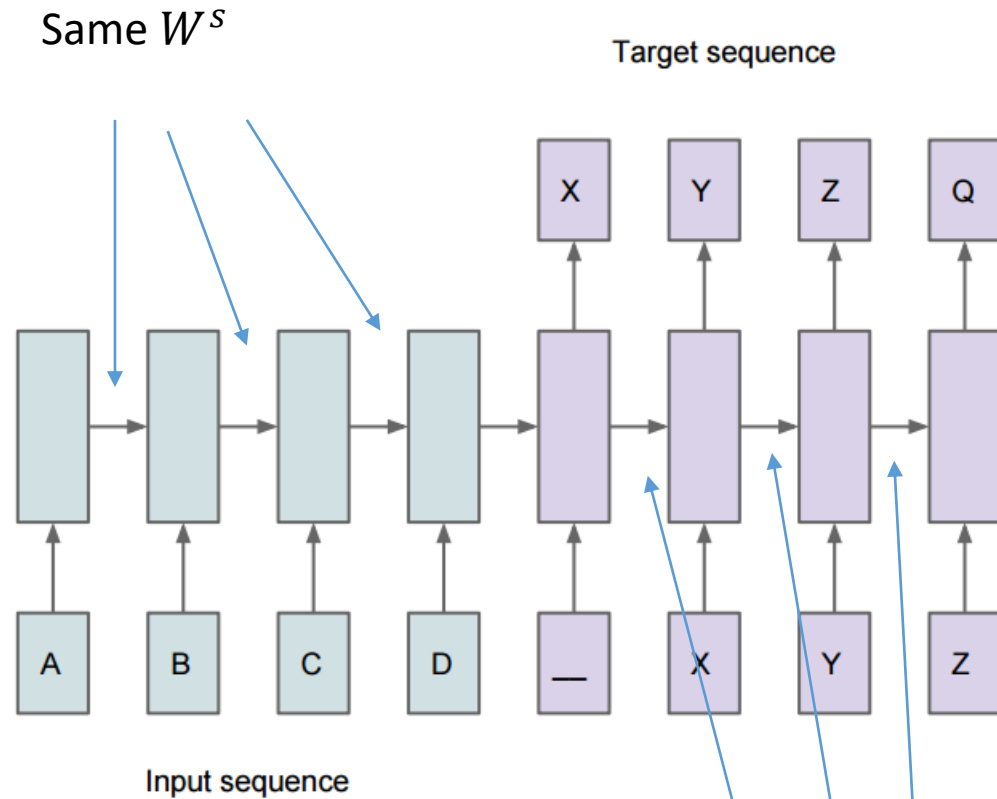 Same W^s
Target sequence
X Y Z Q
A B C D __ X Y Z
Input sequence